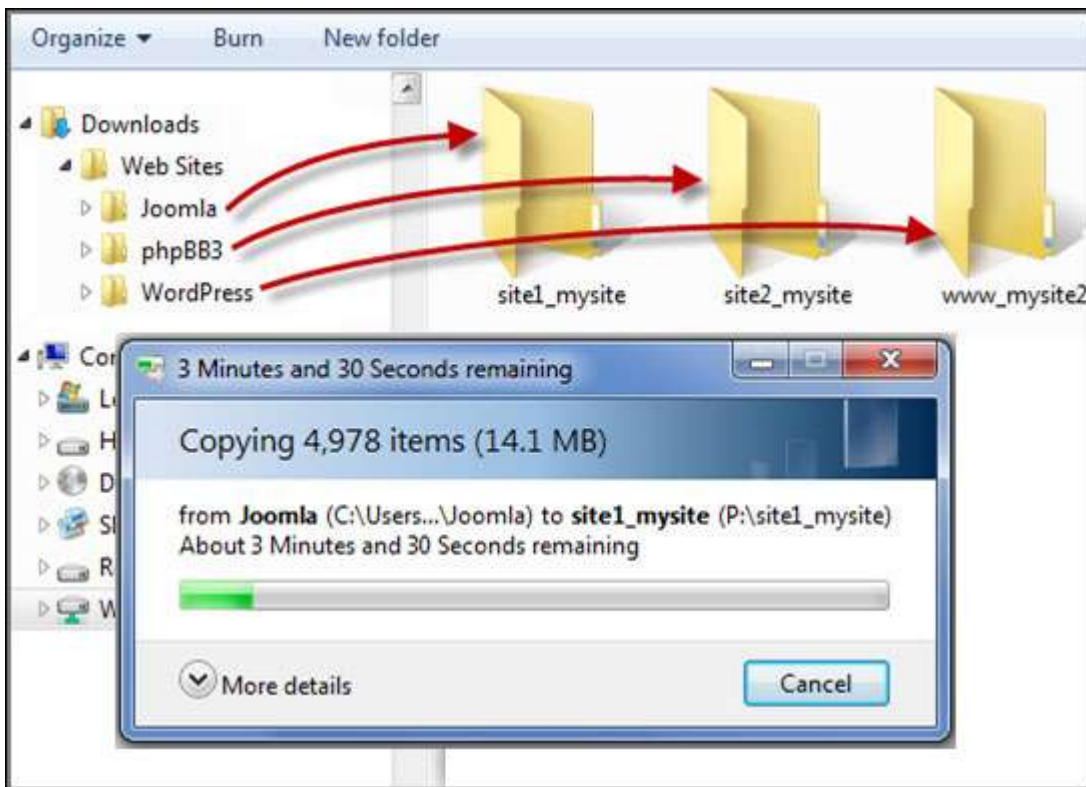 Organize Burn New folder
Downloads
Web Sites
Joomla
phpBB3
WordPress
site1_mysite site2_mysite www_mysite2
3 Minutes and 30 Seconds remaining
Copying 4,978 items (14.1 MB)
from Joomla (C:\Users...\Joomla) to site1_mysite (P:\site1_mysite)
About 3 Minutes and 30 Seconds remaining
More details
Cancel